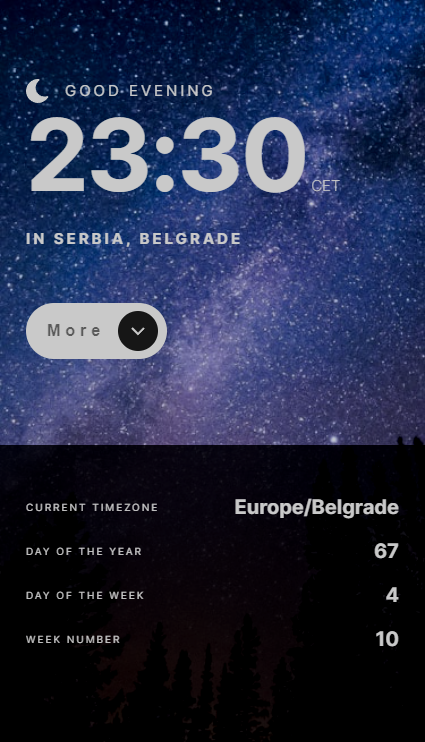 GOOD EVENING
23:30 CET
IN SERBIA, BELGRADE
More
CURRENT TIMEZONE Europe/Belgrade
DAY OF THE YEAR 67
DAY OF THE WEEK 4
WEEK NUMBER 10